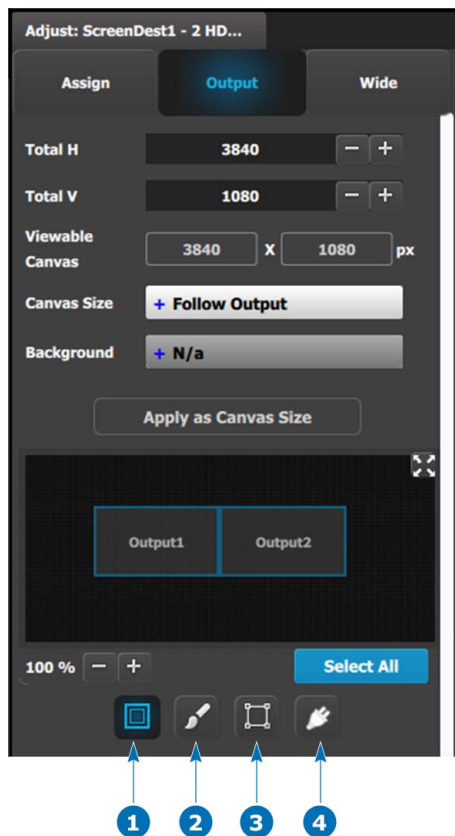 Adjust: ScreenDest1 - 2 HD...
Assign Output Wide
Total H 3840 − +
Total V 1080 − +
Viewable
Canvas
3840 X 1080 px
Canvas Size + Follow Output
Background + N/a
Apply as Canvas Size
Output1 Output2
100 % − + Select All
1 2 3 4